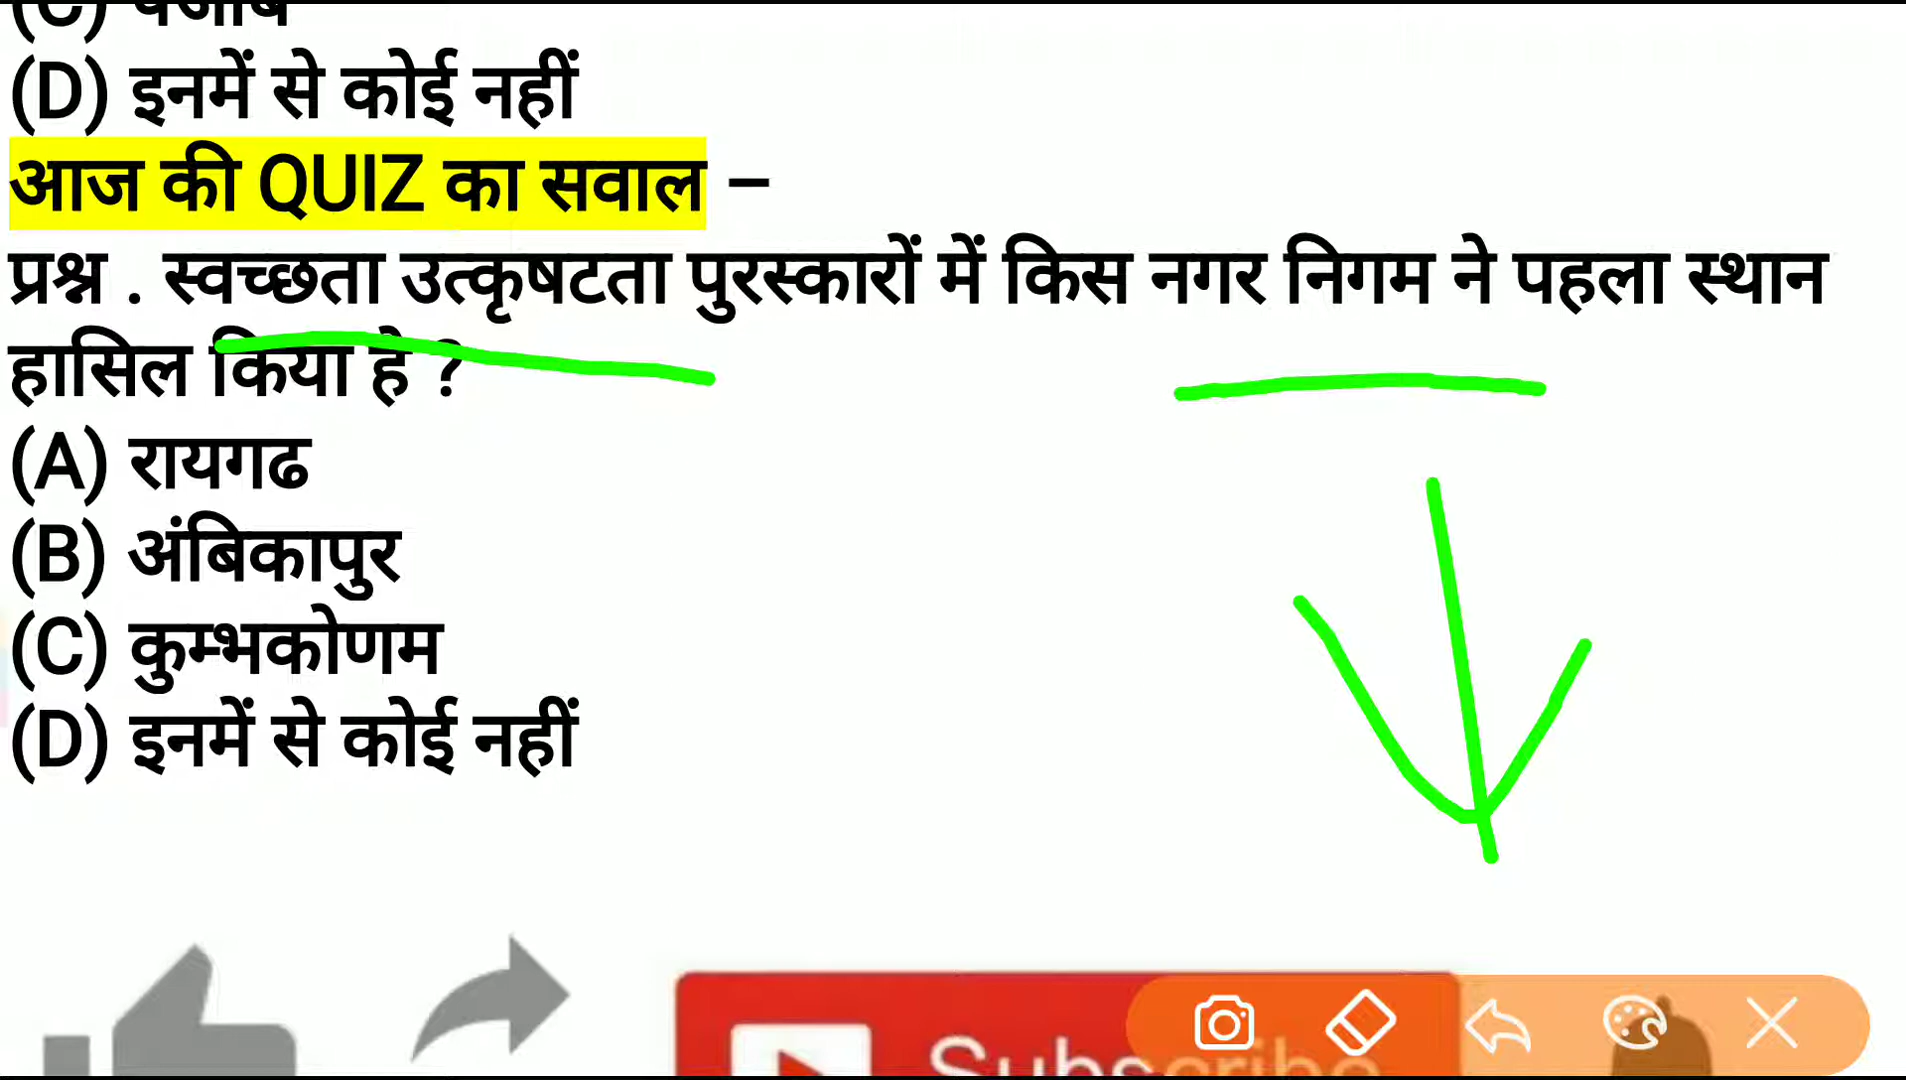 (C) पंजाब
(D) इनमें से कोई नहीं
आज की QUIZ का सवाल –
प्रश्न . स्वच्छता उत्कृषटता पुरस्कारों में किस नगर निगम ने पहला स्थान
हासिल किया है ?
(A) रायगढ
(B) अंबिकापुर
(C) कुम्भकोणम
(D) इनमें से कोई नहीं
Subscribe